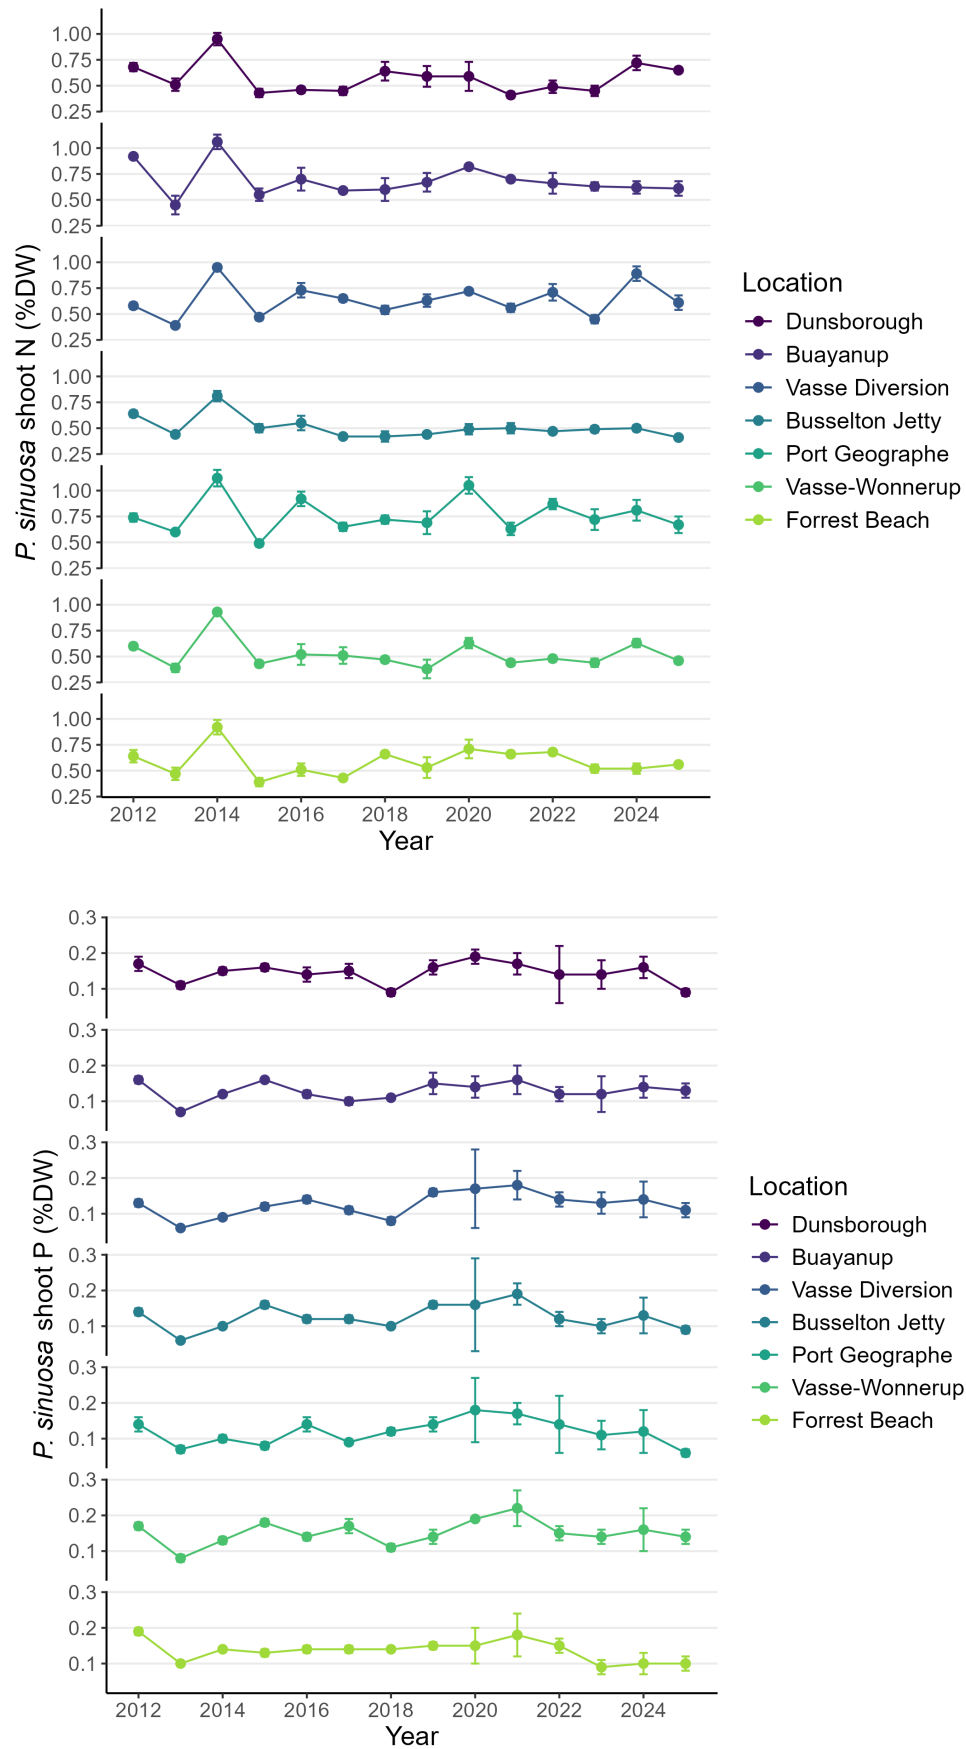 P. sinuosa shoot N (%DW)
1.00
0.75
0.50
0.25
1.00
0.75
0.50
0.25
1.00
0.75
0.50
0.25
1.00
0.75
0.50
0.25
1.00
0.75
0.50
0.25
1.00
0.75
0.50
0.25
1.00
0.75
0.50
0.25
2012 2014 2016 2018 2020 2022 2024
Year
Location
Dunsborough
Buayanup
Vasse Diversion
Busselton Jetty
Port Geographe
Vasse-Wonnerup
Forrest Beach
P. sinuosa shoot P (%DW)
0.3
0.2
0.1
0.3
0.2
0.1
0.3
0.2
0.1
0.3
0.2
0.1
0.3
0.2
0.1
0.3
0.2
0.1
0.3
0.2
0.1
2012 2014 2016 2018 2020 2022 2024
Year
Location
Dunsborough
Buayanup
Vasse Diversion
Busselton Jetty
Port Geographe
Vasse-Wonnerup
Forrest Beach